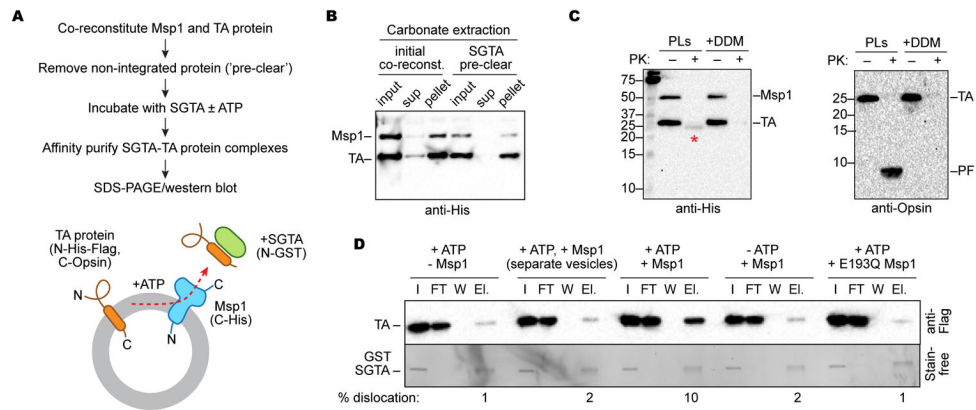 A
Co-reconstitute Msp1 and TA protein
Remove non-integrated protein ('pre-clear')
Incubate with SGTA ± ATP
Affinity purify SGTA-TA protein complexes
SDS-PAGE/western blot
TA protein
(N-His-Flag,
C-Opsin)
+SGTA
(N-GST)
+ATP
N
C
C
N
Msp1
(C-His)
B
Carbonate extraction
initial
co-reconst.
SGTA
pre-clear
input sup pellet input sup pellet
Msp1
TA
anti-His
C
PLs +DDM
PK: – + – +
75
50
37
25
20
15
10
Msp1
TA
*
anti-His
PLs +DDM
– + – +
25
20
15
10
TA
PF
anti-Opsin
D
+ ATP
- Msp1
+ ATP, + Msp1
(separate vesicles)
+ ATP
+ Msp1
- ATP
+ Msp1
+ ATP
+ E193Q Msp1
I FT W El. I FT W El. I FT W El. I FT W El. I FT W El.
TA
anti-
Flag
GST
SGTA
Stain-
free
% dislocation: 1 2 10 2 1